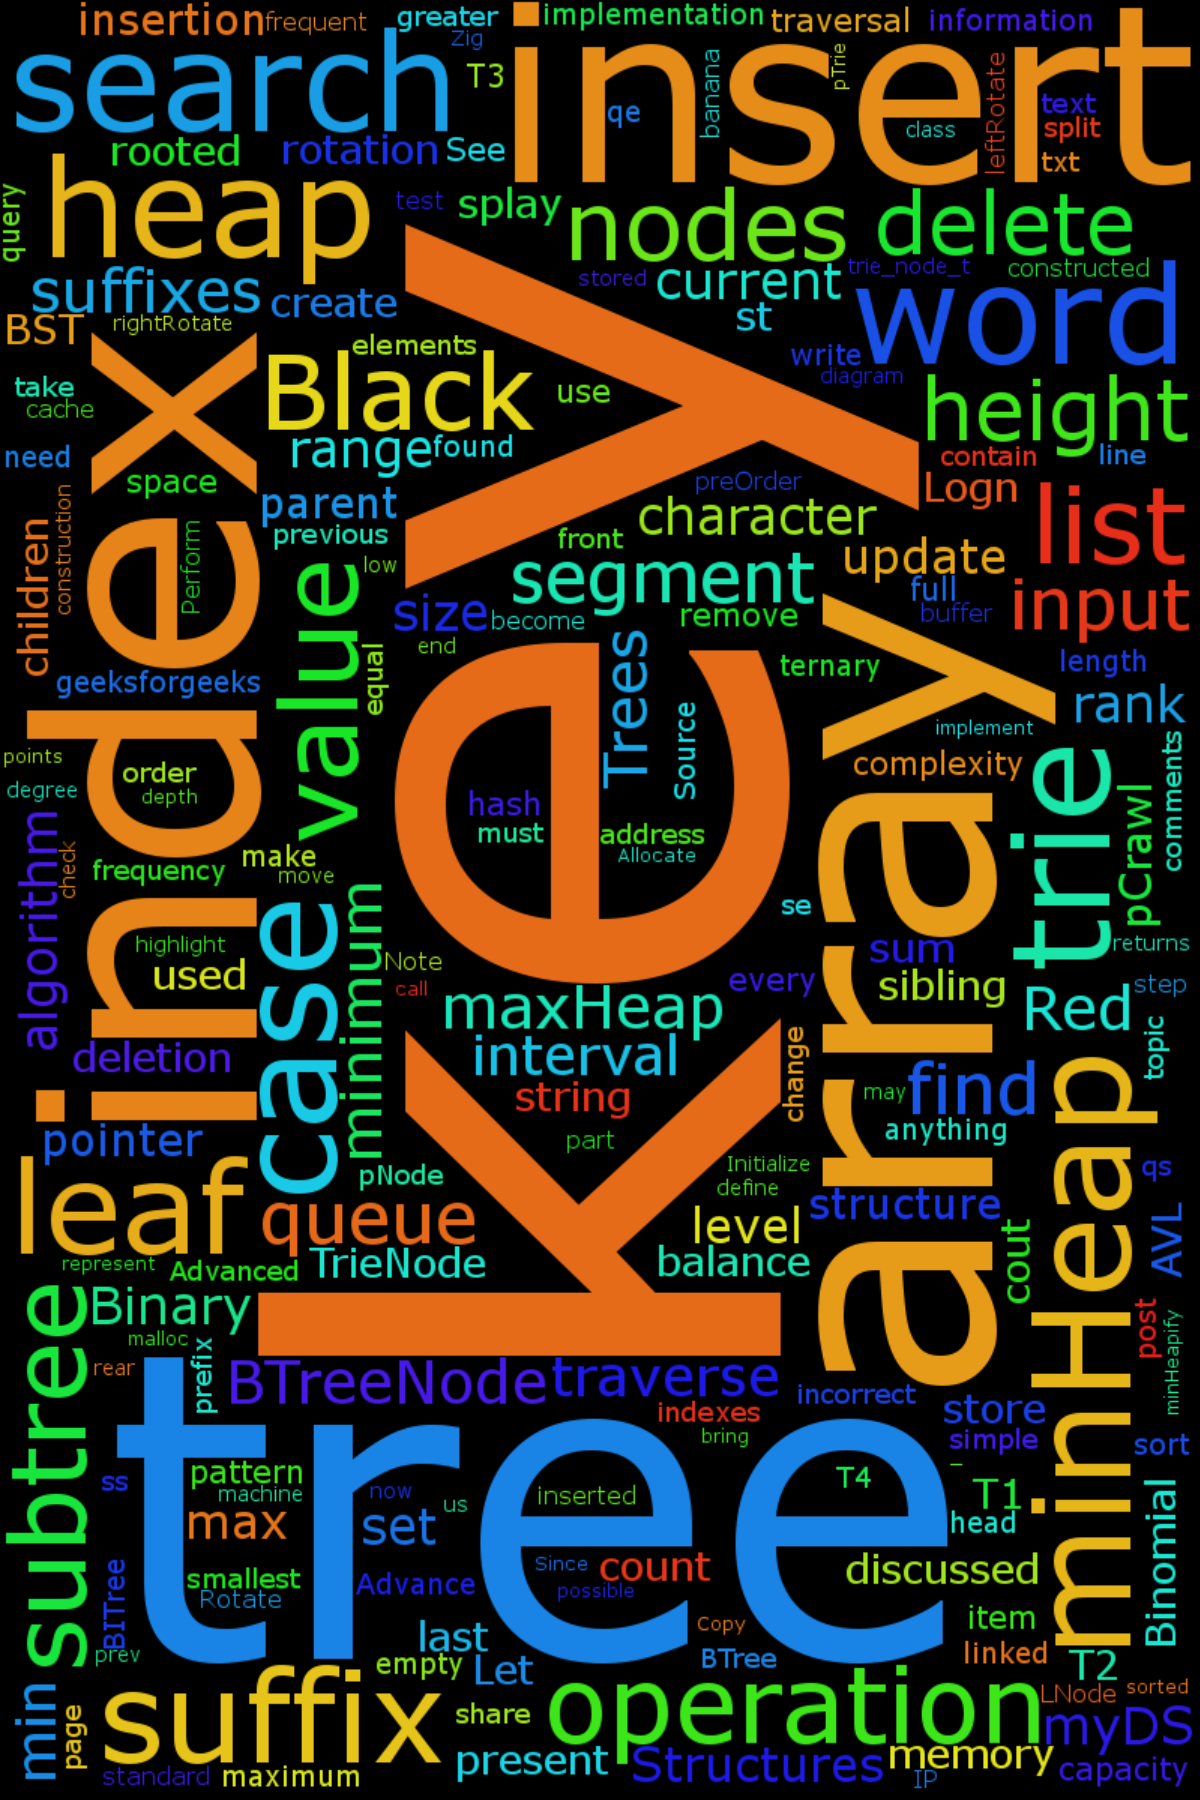 insertion
frequent
greater
implementation
traversal
information
search
Zig
T3
insert
qe
banana
pTrie
class
leftRotate
text
split
txt
rooted
rotation
See
query
heap
test
splay
nodes
delete
suffixes
create
stored
current
trie_node_t
constructed
st
word
BST
rightRotate
elements
write
diagram
take
cache
Black
use
height
range
found
need
contain
line
space
preOrder
Logn
list
parent
previous
character
front
update
children
construction
Perform
low
segment
full
buffer
input
index
value
size
become
remove
end
equal
key
Trees
ternary
length
geeksforgeeks
Source
rank
implement
points
order
complexity
degree
depth
hash
must
address
Allocate
array
trie
pCrawl
comments
algorithm
check
frequency
make
move
se
case
minimum
highlight
used
Note
call
every
sum
sibling
returns
step
maxHeap
Red
deletion
interval
string
change
topic
may
find
anything
pointer
part
leaf
pNode
Initialize
define
qs
queue
level
structure
cout
AVL
minHeap
represent
Advanced
TrieNode
balance
subtree
Binary
malloc
rear
prefix
post
minHeapify
BTreeNode
traverse
incorrect
indexes
store
bring
simple
sort
tree
ss
pattern
machine
now
us
inserted
T4
T1
max
set
head
Binomial
BITree
smallest
Rotate
Since
count
discussed
Advance
possible
item
prev
last
Copy
BTree
linked
T2
min
page
suffix
empty
Let
operation
LNode
sorted
share
myDS
standard
maximum
present
Structures
memory
IP
capacity